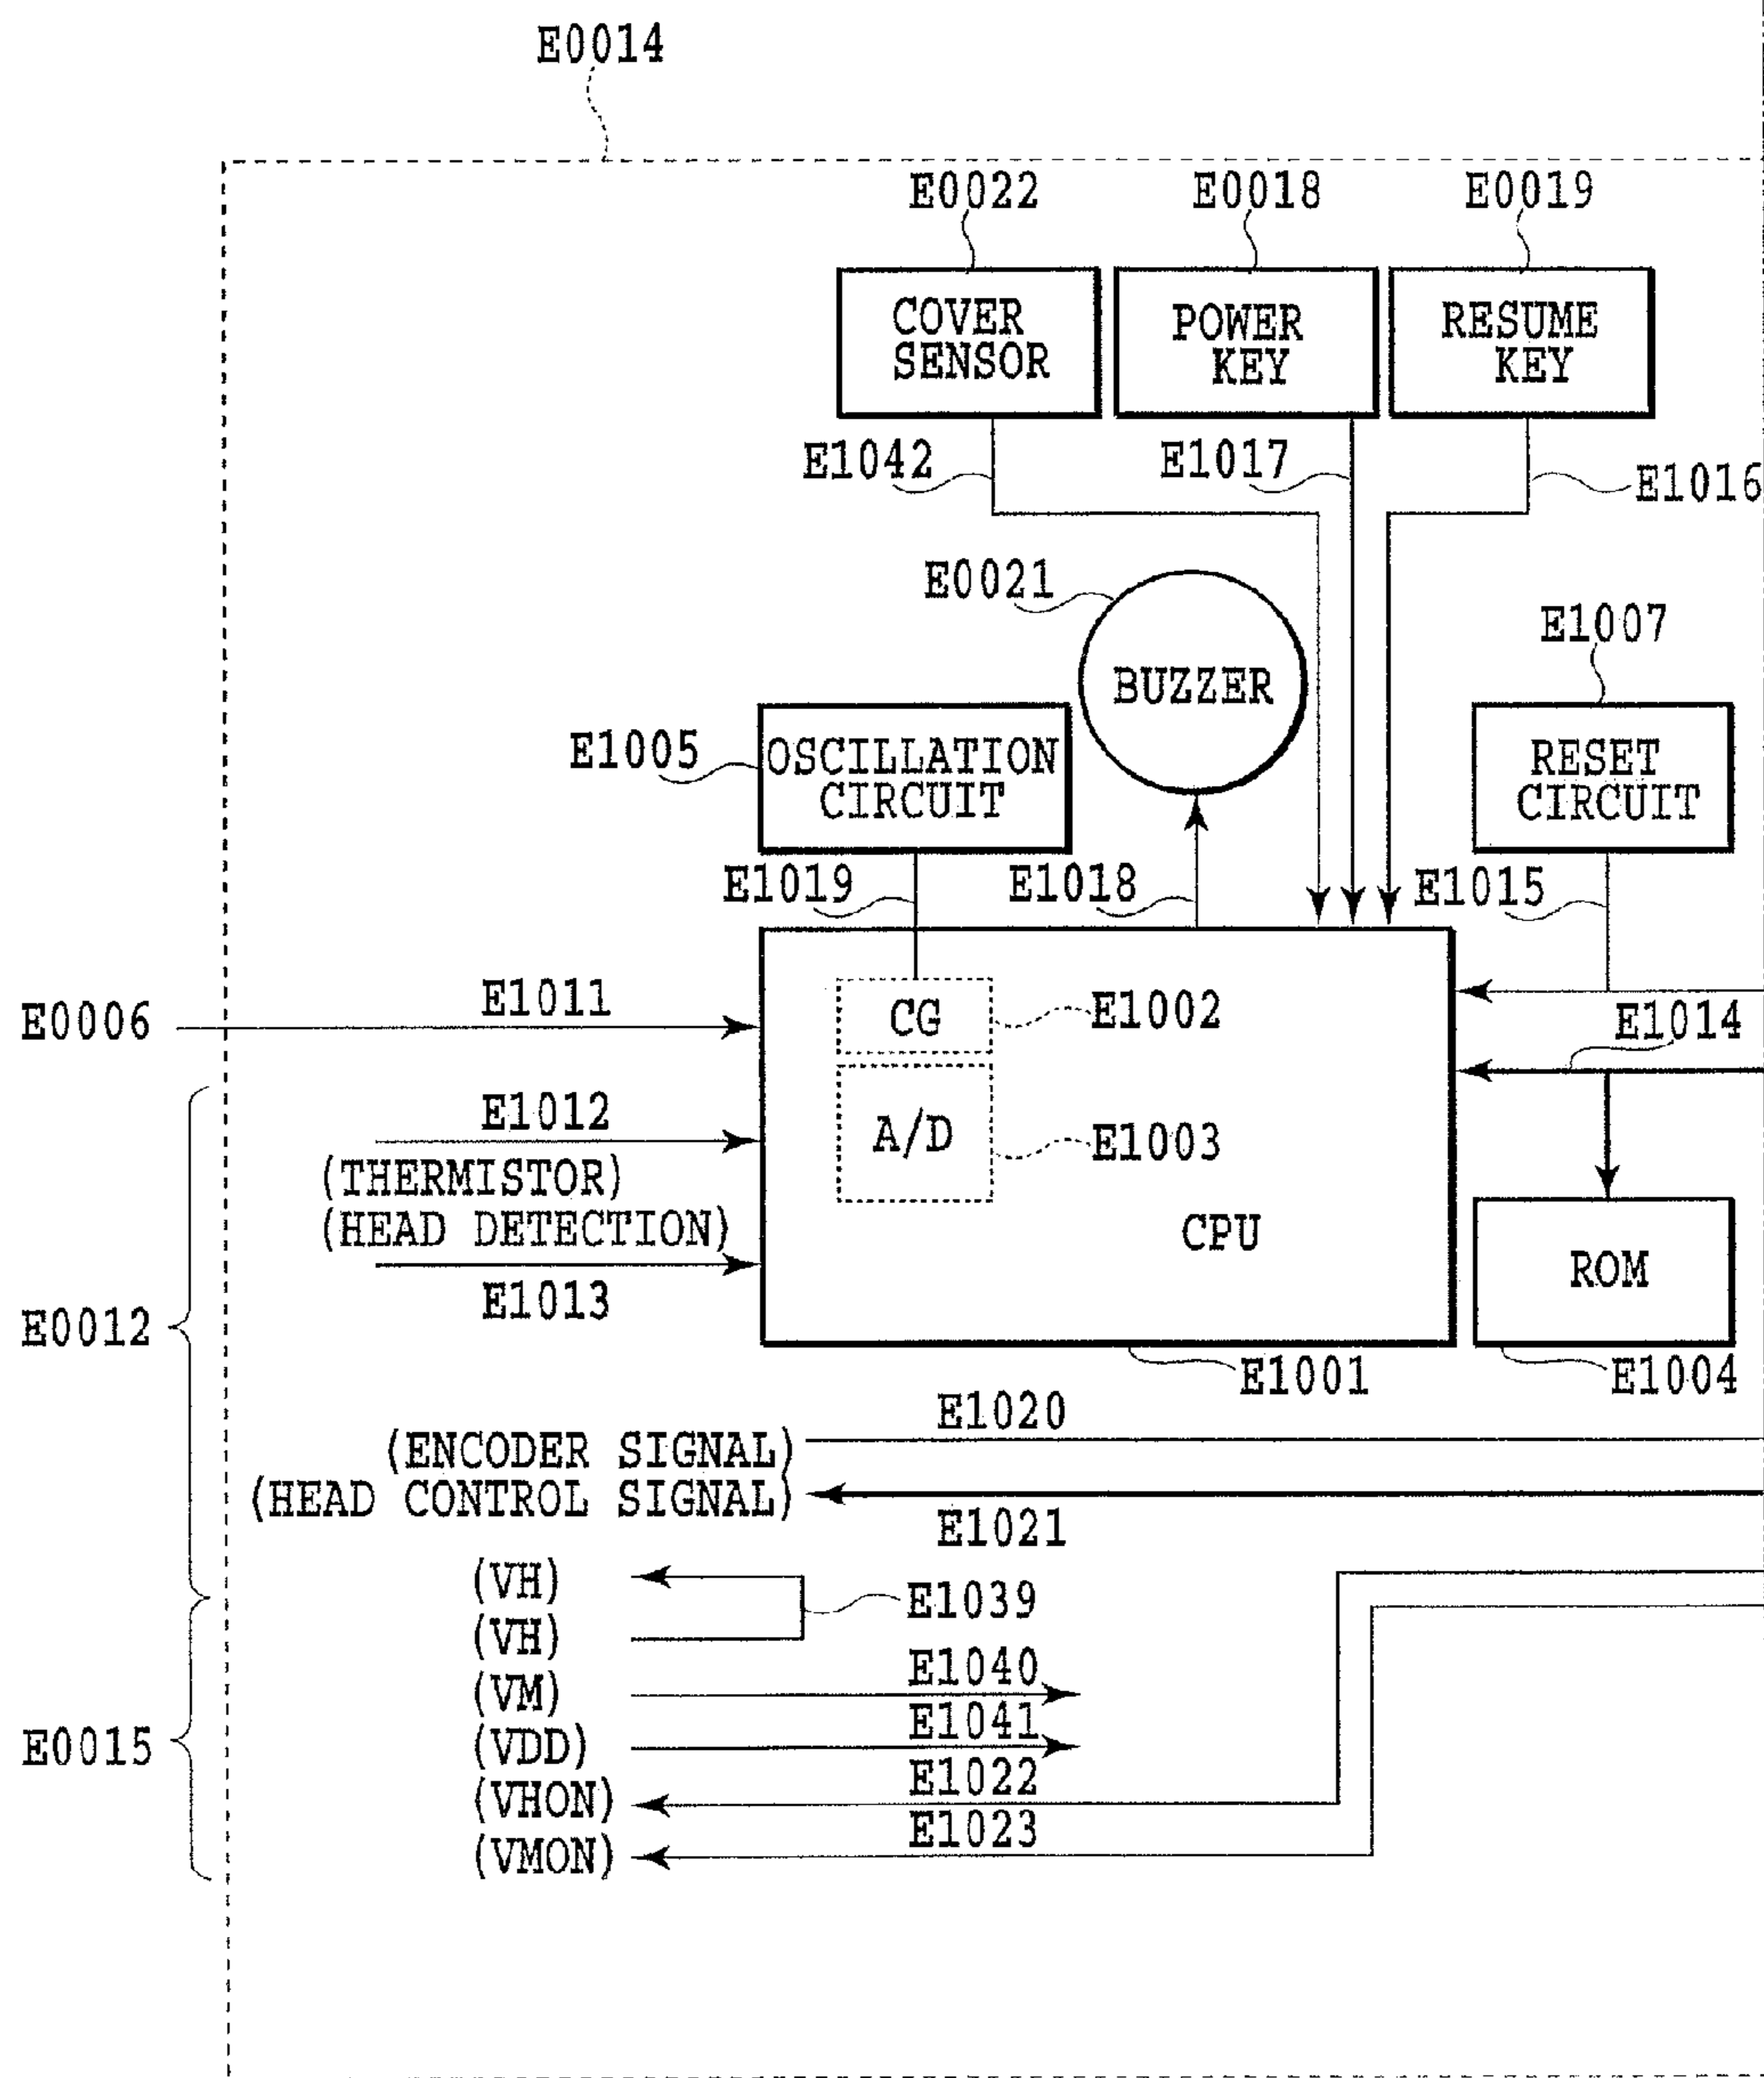 E0014
E0022
E0018
E0019
COVER
SENSOR
POWER
KEY
RESUME
KEY
E1042
E1017
E1016
E0021
BUZZER
E1007
E1005
OSCILLATION
CIRCUIT
RESET
CIRCUIT
E1019
E1018
E1015
E0006
E1011
CG
E1002
E1014
E1012
(THERMISTOR)
A/D
E1003
(HEAD DETECTION)
E1013
CPU
ROM
E0012
E1001
E1004
E1020
(ENCODER SIGNAL)
(HEAD CONTROL SIGNAL)
E1021
(VH)
E1039
(VH)
E1040
(VM)
E1041
E0015
(VDD)
E1022
(VHON)
E1023
(VMON)